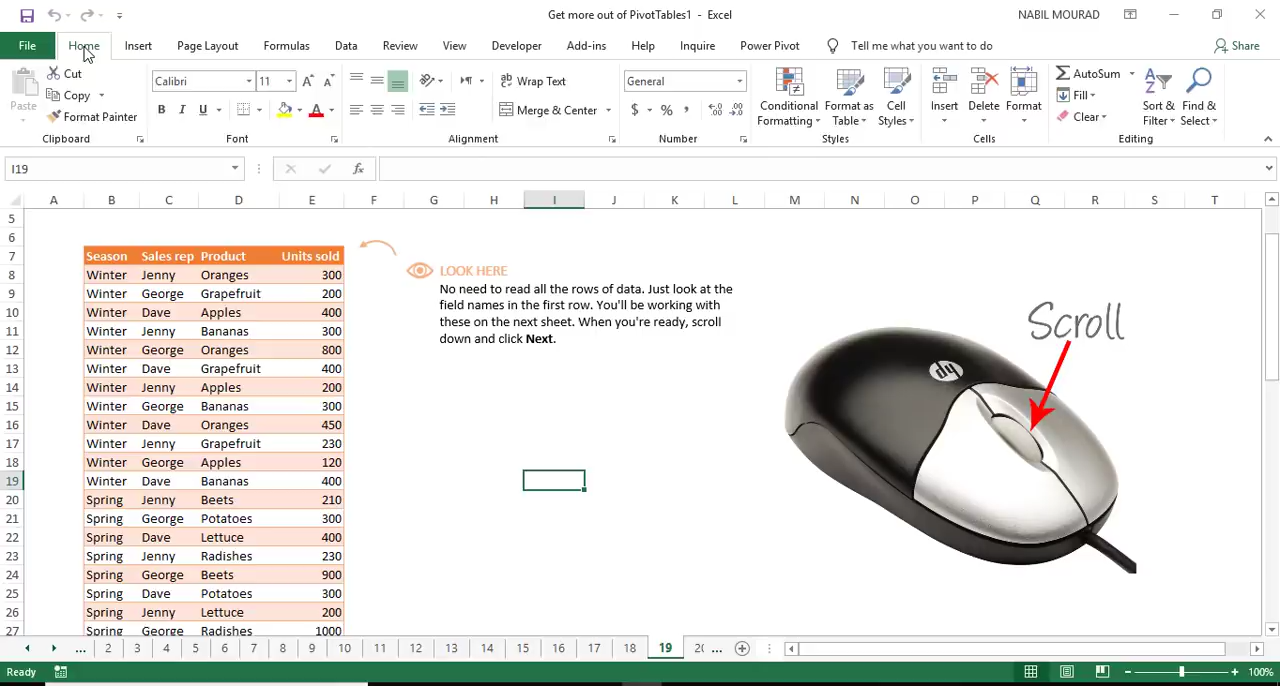 Get more out of PivotTables1 - Excel
NABIL MOURAD
File Home Insert Page Layout Formulas Data Review View Developer Add-ins Help Inquire Power Pivot Tell me what you want to do Share
Paste
Cut
Copy
Format Painter
Clipboard
Calibri 11
B I U
Font
Wrap Text
Merge & Center
Alignment
General
$ % ,
Number
Conditional Formatting
Format as Table
Cell Styles
Styles
Insert Delete Format
Cells
AutoSum
Fill
Clear
Sort & Filter
Find & Select
Editing
I19
fx
A B C D E F G H I J K L M N O P Q R S T
5
6
7 Season Sales rep Product Units sold
8 Winter Jenny Oranges 300
9 Winter George Grapefruit 200
10 Winter Dave Apples 400
11 Winter Jenny Bananas 300
12 Winter George Oranges 800
13 Winter Dave Grapefruit 400
14 Winter Jenny Apples 200
15 Winter George Bananas 300
16 Winter Dave Oranges 450
17 Winter Jenny Grapefruit 230
18 Winter George Apples 120
19 Winter Dave Bananas 400
20 Spring Jenny Beets 210
21 Spring George Potatoes 300
22 Spring Dave Lettuce 400
23 Spring Jenny Radishes 230
24 Spring George Beets 900
25 Spring Dave Potatoes 300
26 Spring Jenny Lettuce 200
27 Spring George Radishes 1000
LOOK HERE
No need to read all the rows of data. Just look at the
field names in the first row. You'll be working with
these on the next sheet. When you're ready, scroll
down and click Next.
Scroll
hp
... 2 3 4 5 6 7 8 9 10 11 12 13 14 15 16 17 18 19 20 ...
Ready
100%